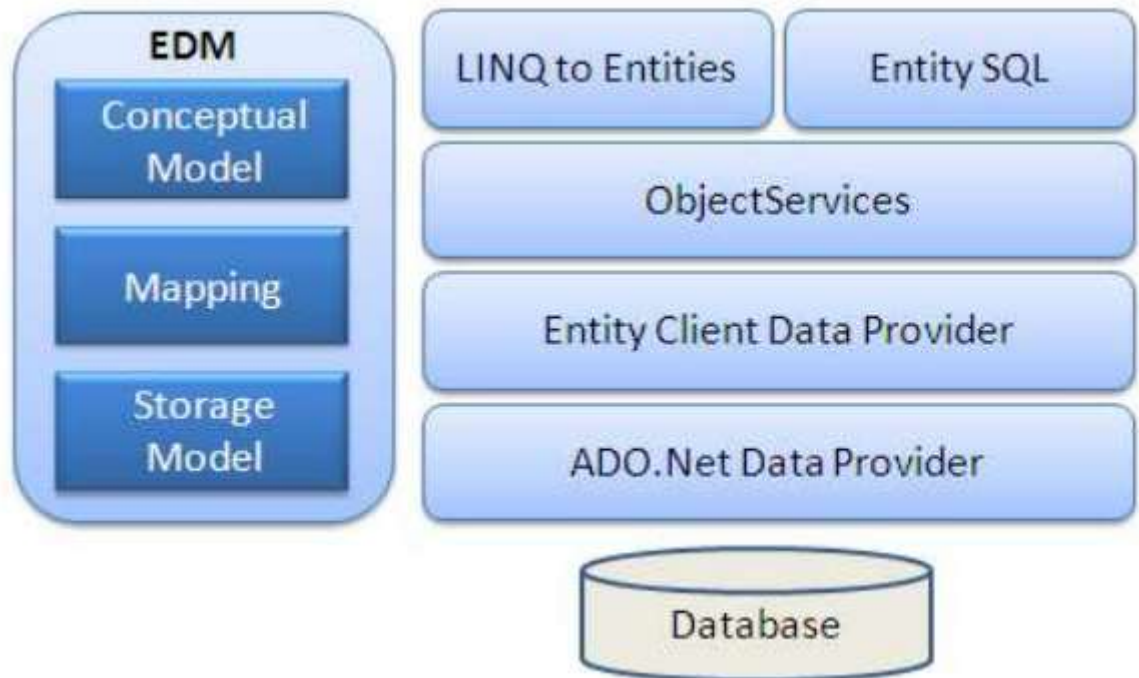 EDM
Conceptual
Model
Mapping
Storage
Model
LINQ to Entities
Entity SQL
ObjectServices
Entity Client Data Provider
ADO.Net Data Provider
Database